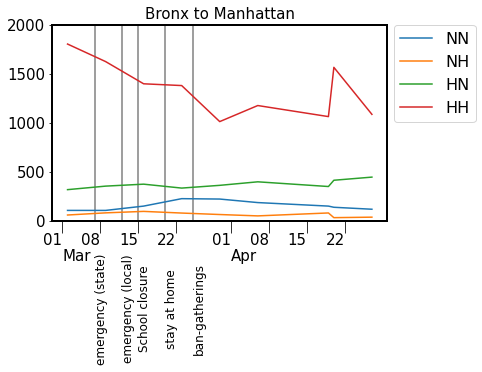 Bronx to Manhattan
2000
1500
1000
500
0
NN
NH
HN
HH
01 08 15 22 01 08 15 22
Mar Apr
emergency (state)
emergency (local)
School closure
stay at home
ban-gatherings